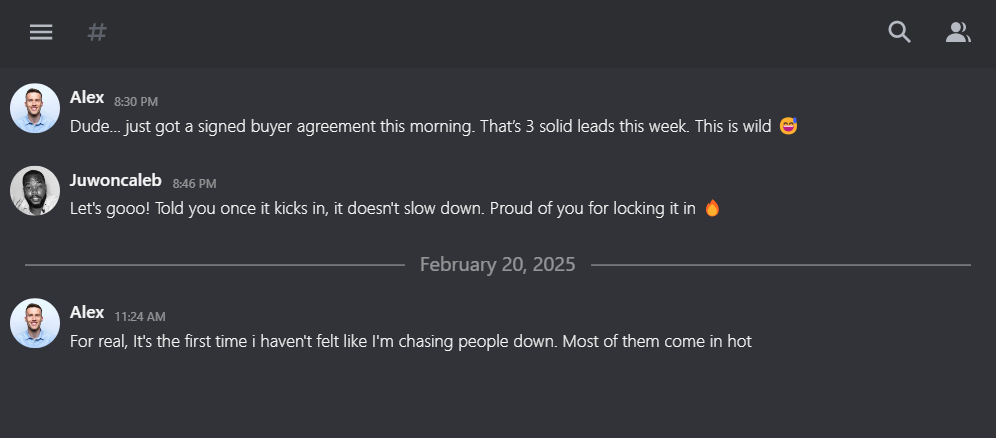 #
Alex 8:30 PM
Dude... just got a signed buyer agreement this morning. That’s 3 solid leads this week. This is wild 😅
Juwoncaleb 8:46 PM
Let's gooo! Told you once it kicks in, it doesn't slow down. Proud of you for locking it in 🔥
February 20, 2025
Alex 11:24 AM
For real, It's the first time i haven't felt like I'm chasing people down. Most of them come in hot